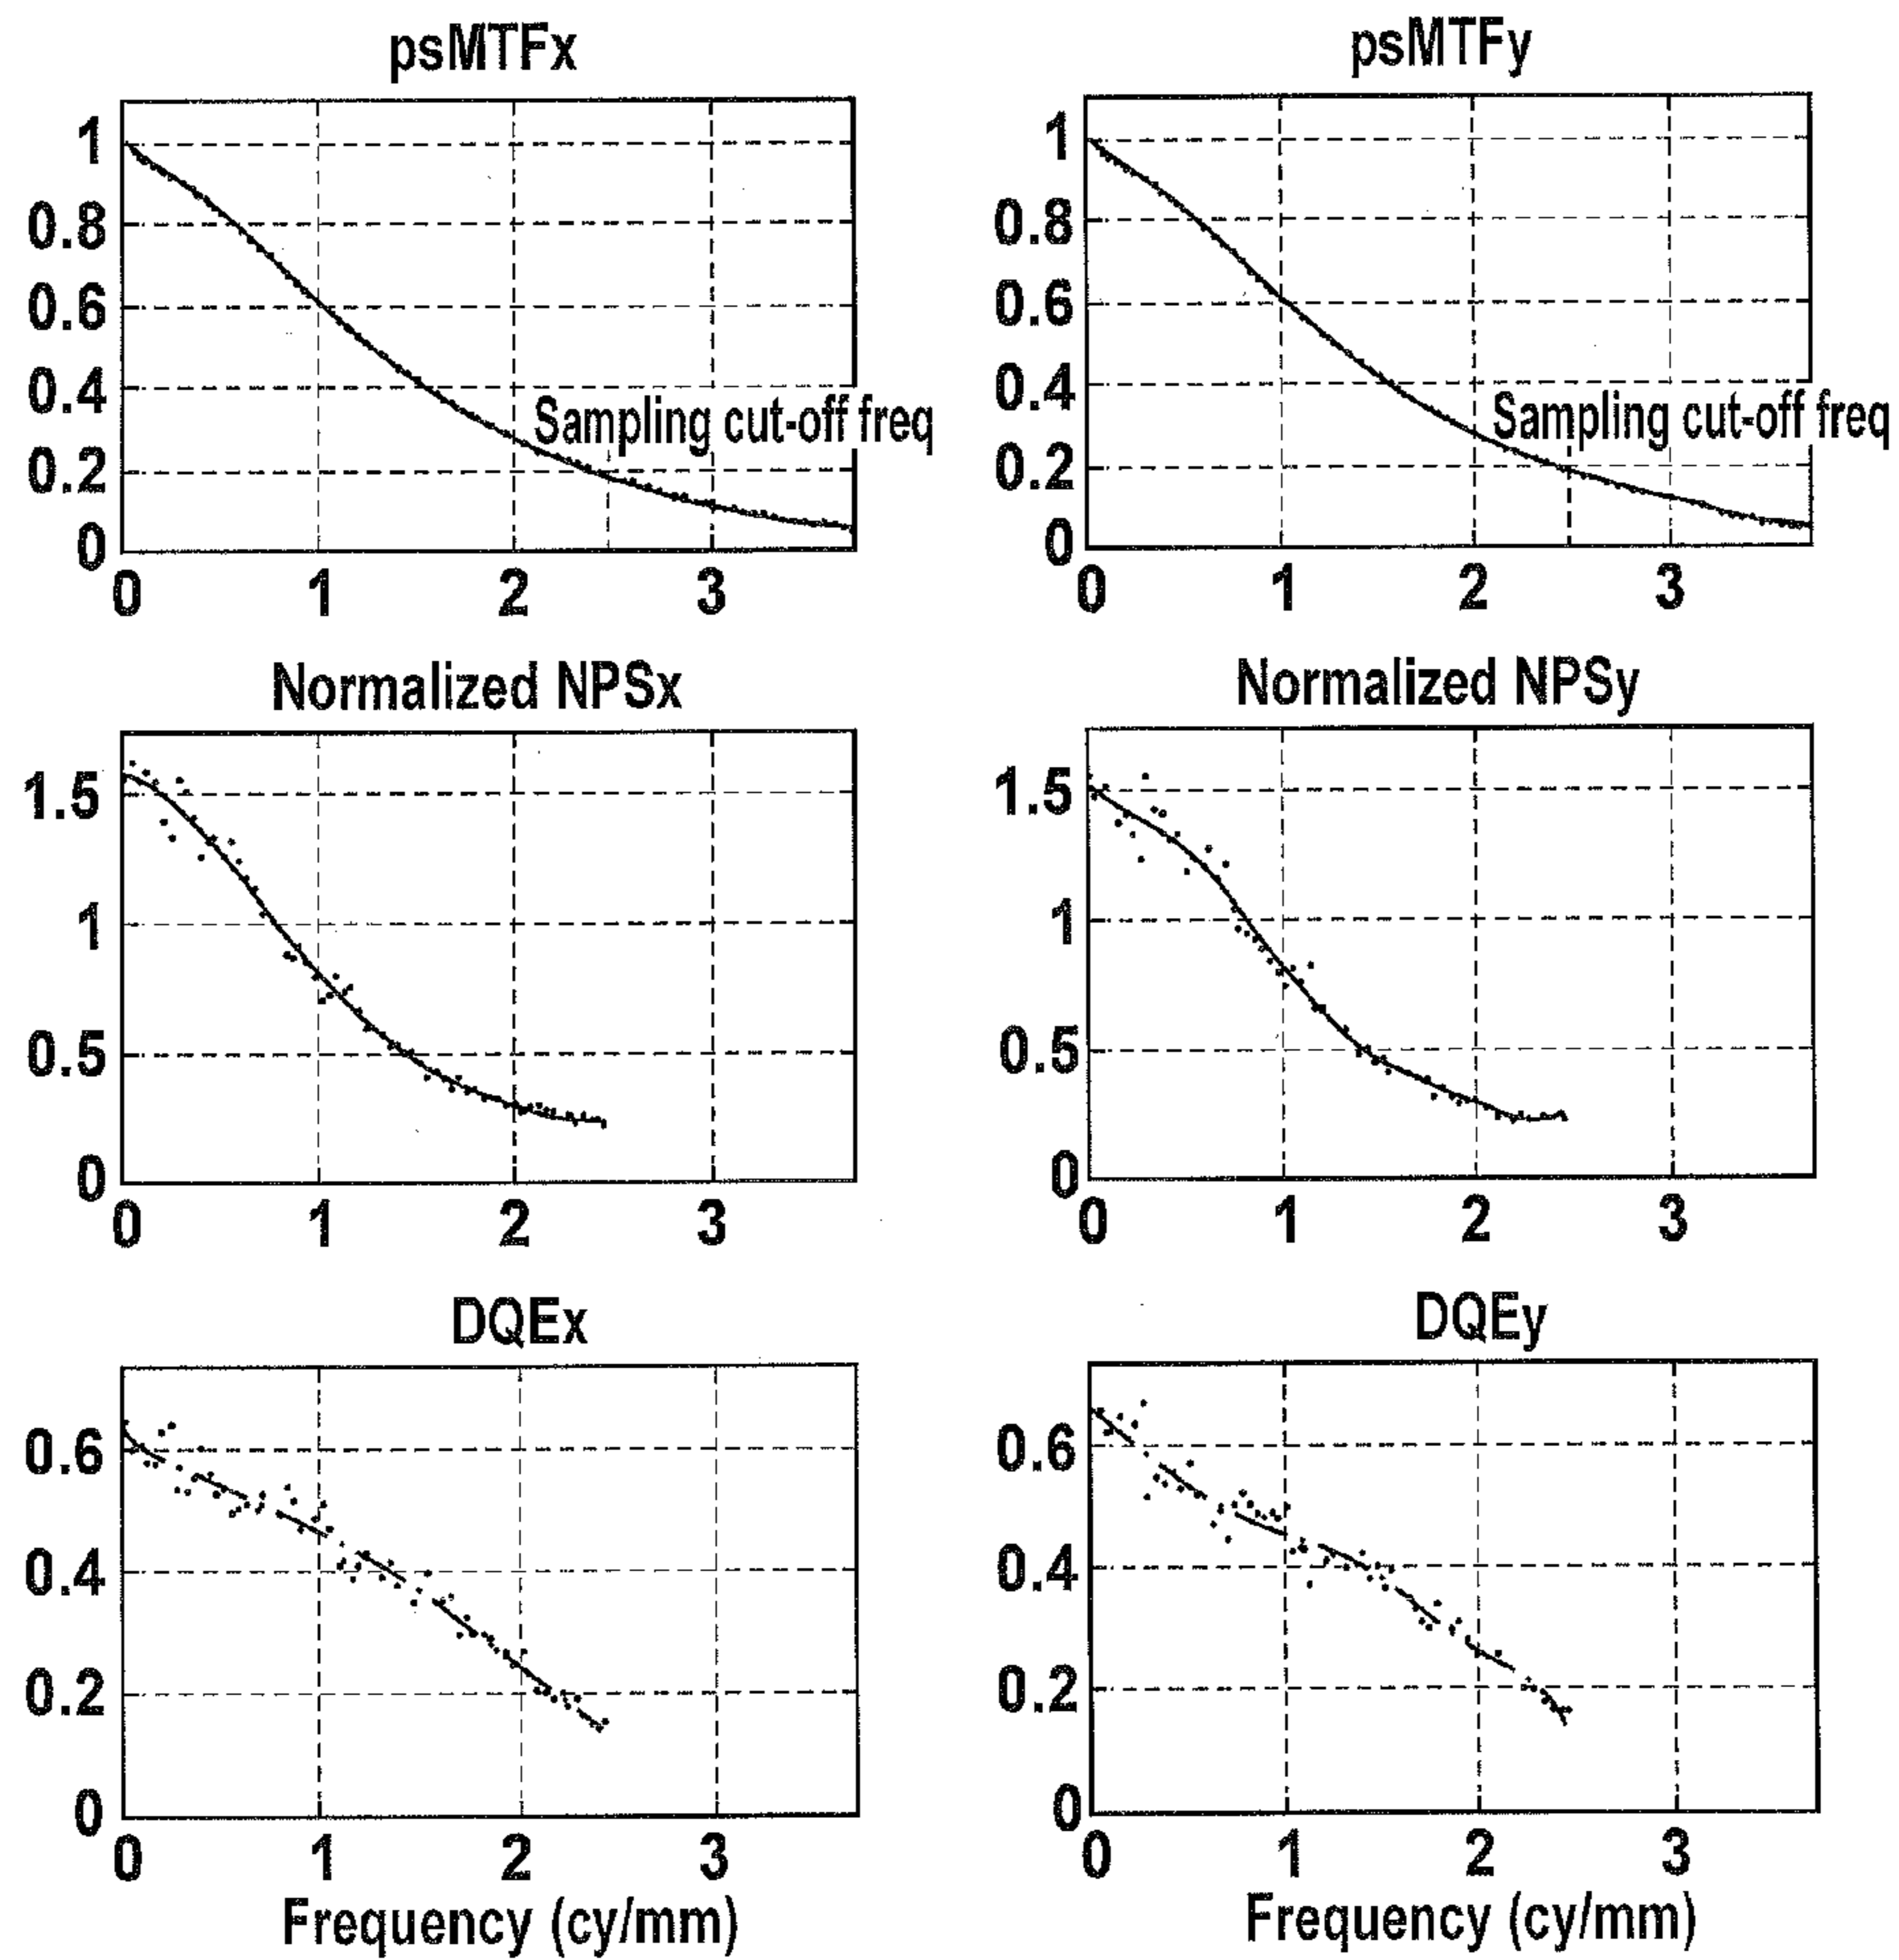 psMTFx
psMTFy
1
0.8
0.6
0.4
0.2
0
Sampling cut-off freq
0 1 2 3
1
0.8
0.6
0.4
0.2
0
Sampling cut-off freq
0 1 2 3
Normalized NPSx
Normalized NPSy
1.5
1
0.5
0
0 1 2 3
1.5
1
0.5
0
0 1 2 3
DQEx
DQEy
0.6
0.4
0.2
0
0 1 2 3
Frequency (cy/mm)
0.6
0.4
0.2
0
0 1 2 3
Frequency (cy/mm)